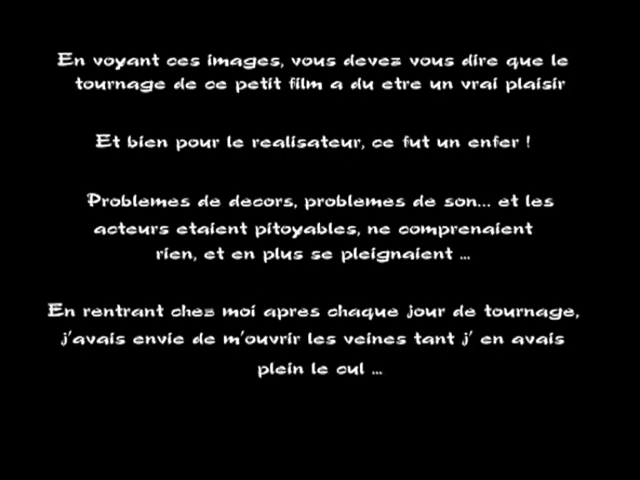 En voyant ces images, vous devez vous dire que le
tournage de ce petit film a du etre un vrai plaisir
Et bien pour le realisateur, ce fut un enfer !
Problemes de decors, problemes de son... et les
acteurs etaient pitoyables, ne comprenaient
rien, et en plus se pleignaient ...
En rentrant chez moi apres chaque jour de tournage,
j'avais envie de m'ouvrir les veines tant j' en avais
plein le cul ...